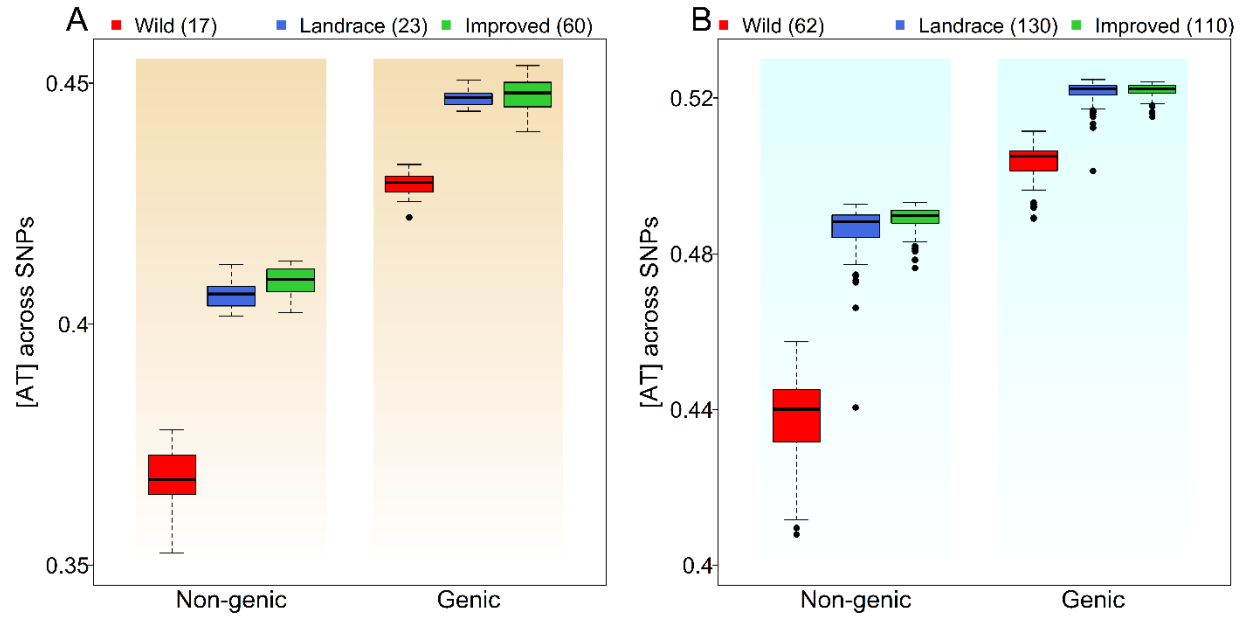 A Wild (17) Landrace (23) Improved (60)
[AT] across SNPs
0.45
0.4
0.35
Non-genic Genic
B Wild (62) Landrace (130) Improved (110)
[AT] across SNPs
0.52
0.48
0.44
0.4
Non-genic Genic